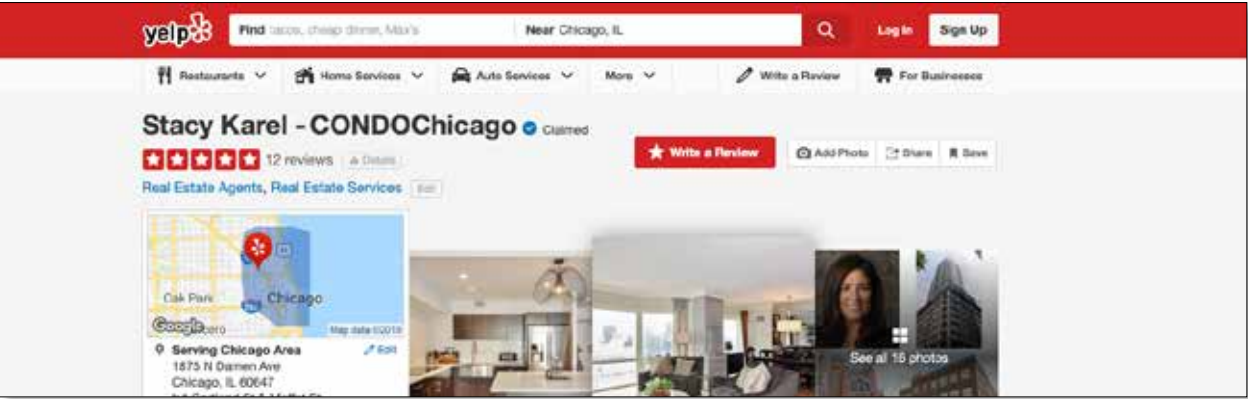 yelp
Find tacos, cheap dinner, Max's
Near Chicago, IL
Log In
Sign Up
Restaurants
Home Services
Auto Services
More
Write a Review
For Businesses
Stacy Karel - CONDOChicago
Claimed
12 reviews
Details
Write a Review
Add Photo
Share
Save
Real Estate Agents, Real Estate Services
Edit
Oak Park
Chicago
Google
Map data ©2018
Serving Chicago Area
Edit
1875 N Damen Ave
Chicago, IL 60647
See all 16 photos